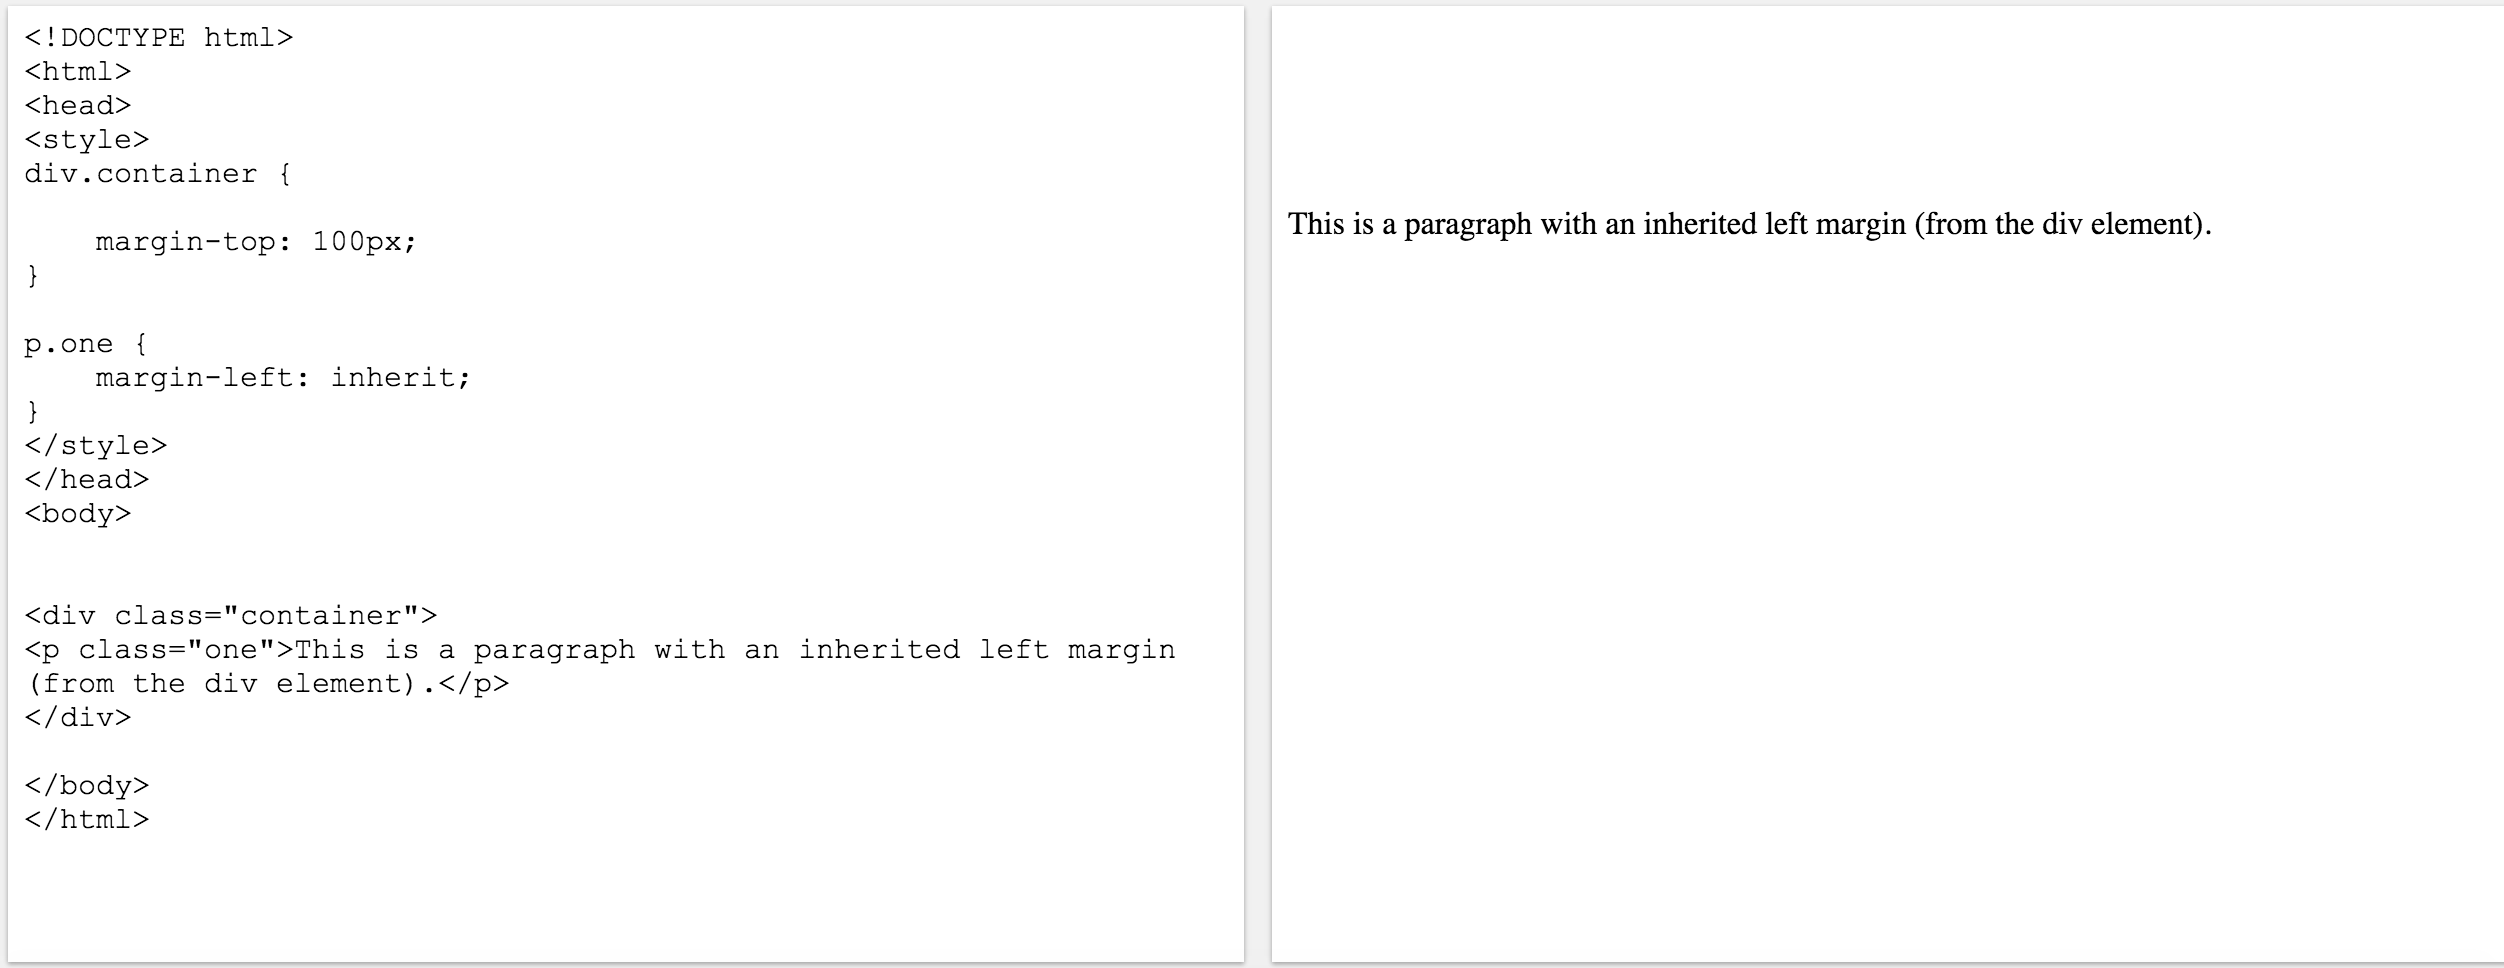 <!DOCTYPE html>
<html>
<head>
<style>
div.container {
    margin-top: 100px;
}
p.one {
    margin-left: inherit;
}
</style>
</head>
<body>
<div class="container">
<p class="one">This is a paragraph with an inherited left margin
(from the div element).</p>
</div>
</body>
</html>
This is a paragraph with an inherited left margin (from the div element).